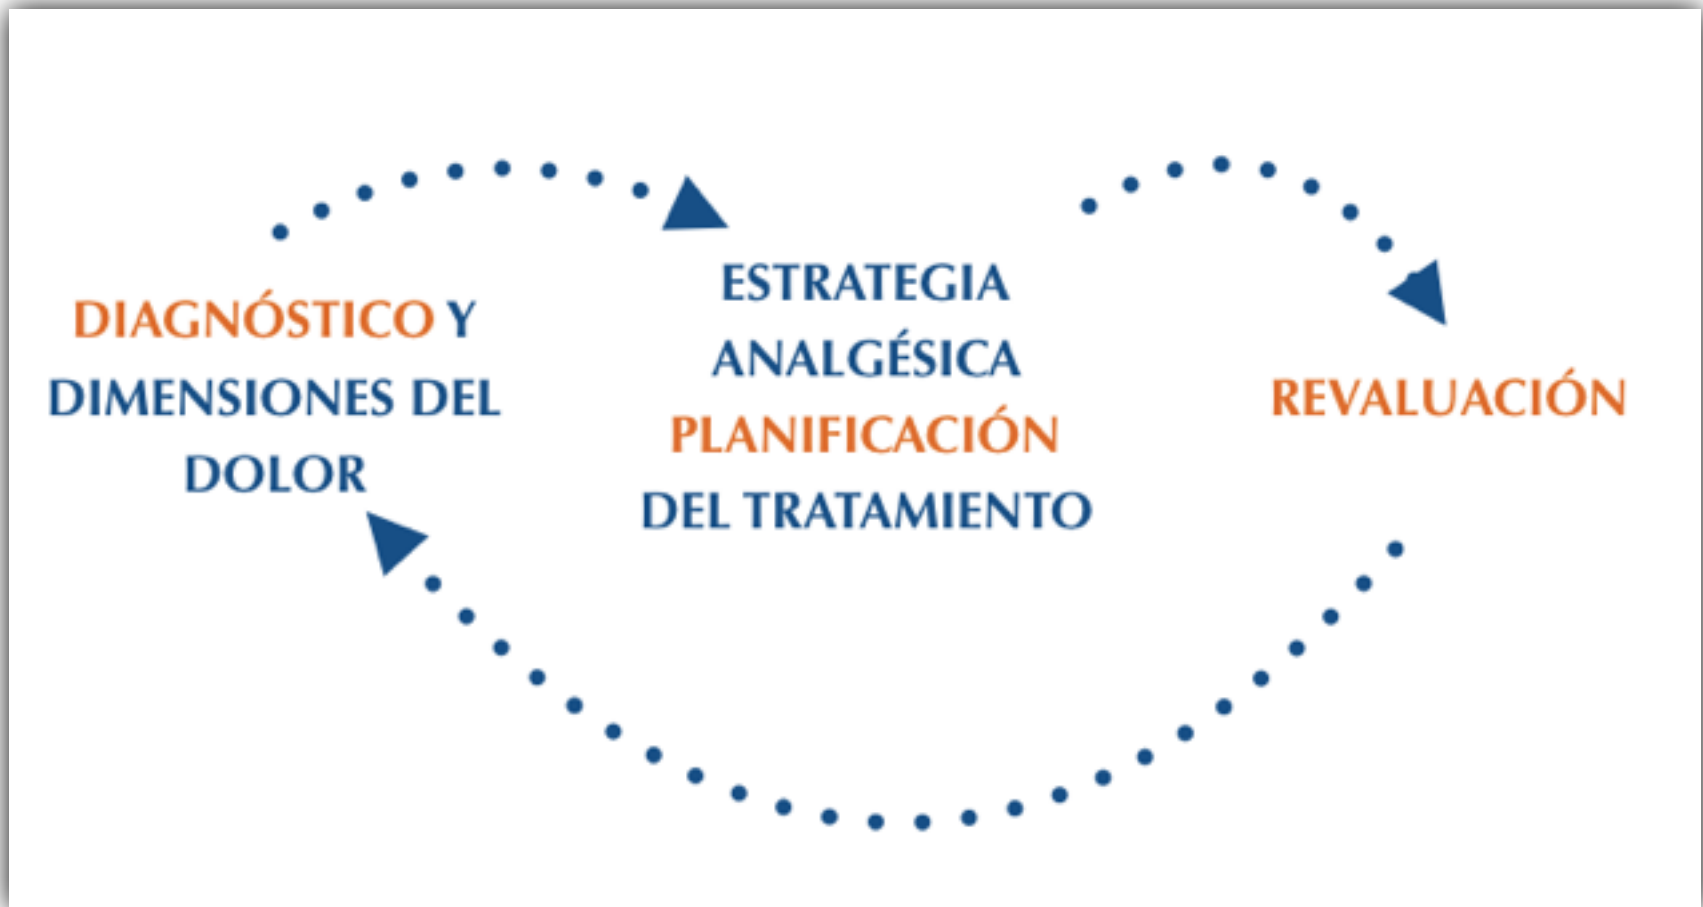 DIAGNÓSTICO Y
DIMENSIONES DEL
DOLOR
ESTRATEGIA
ANALGÉSICA
PLANIFICACIÓN
DEL TRATAMIENTO
REVALUACIÓN